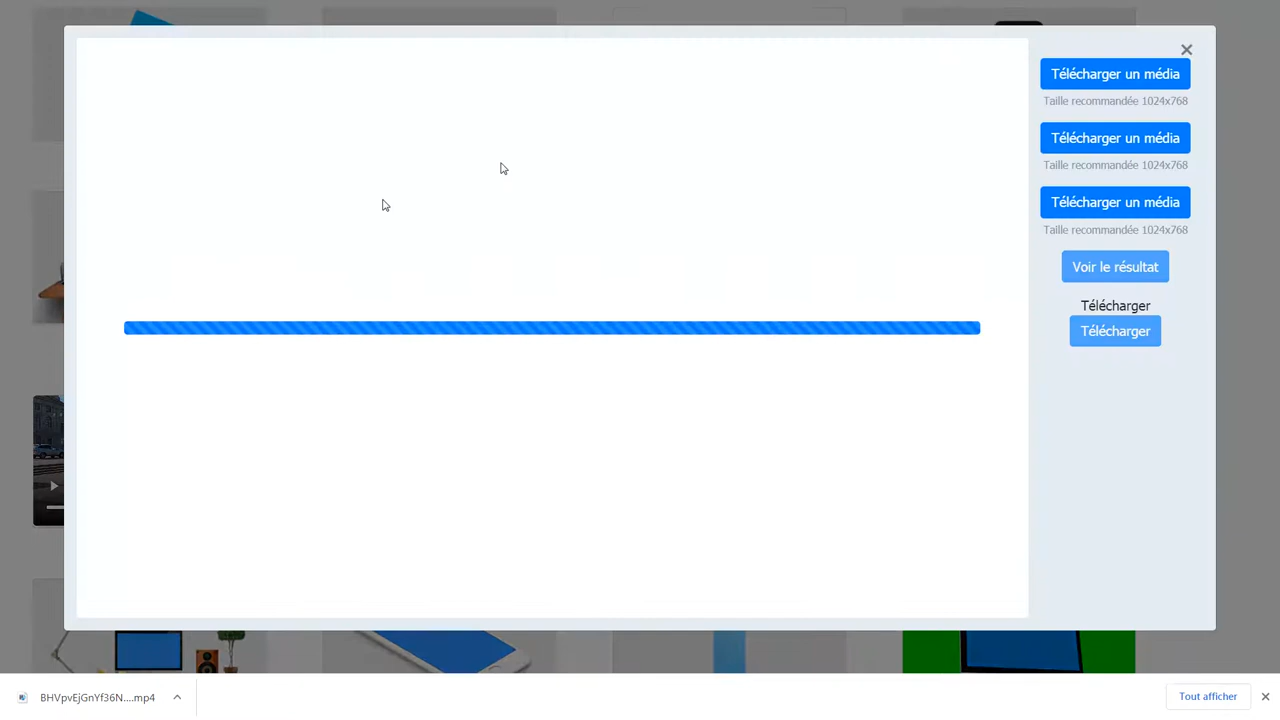 ×
Télécharger un média
Taille recommandée 1024x768
Télécharger un média
Taille recommandée 1024x768
Télécharger un média
Taille recommandée 1024x768
Voir le résultat
Télécharger
Télécharger
BHVpvEjGnYf36N....mp4
Tout afficher